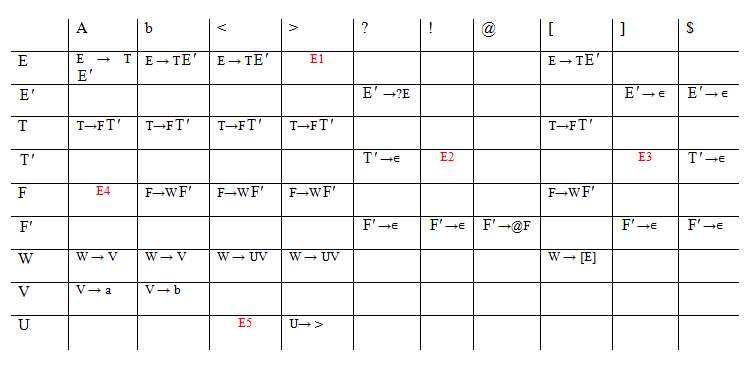 A b < > ? ! @ [ ] $
E E → T E′ E→TE′ E→TE′ E1 E→TE′
E′ E′→?E E′→ϵ E′→ϵ
T T→FT′ T→FT′ T→FT′ T→FT′ T→FT′
T′ T′→ϵ E2 E3 T′→ϵ
F E4 F→WF′ F→WF′ F→WF′ F→WF′
F′ F′→ϵ F′→ϵ F′→@F F′→ϵ F′→ϵ
W W→V W→V W→UV W→UV W→[E]
V V→a V→b
U E5 U→>